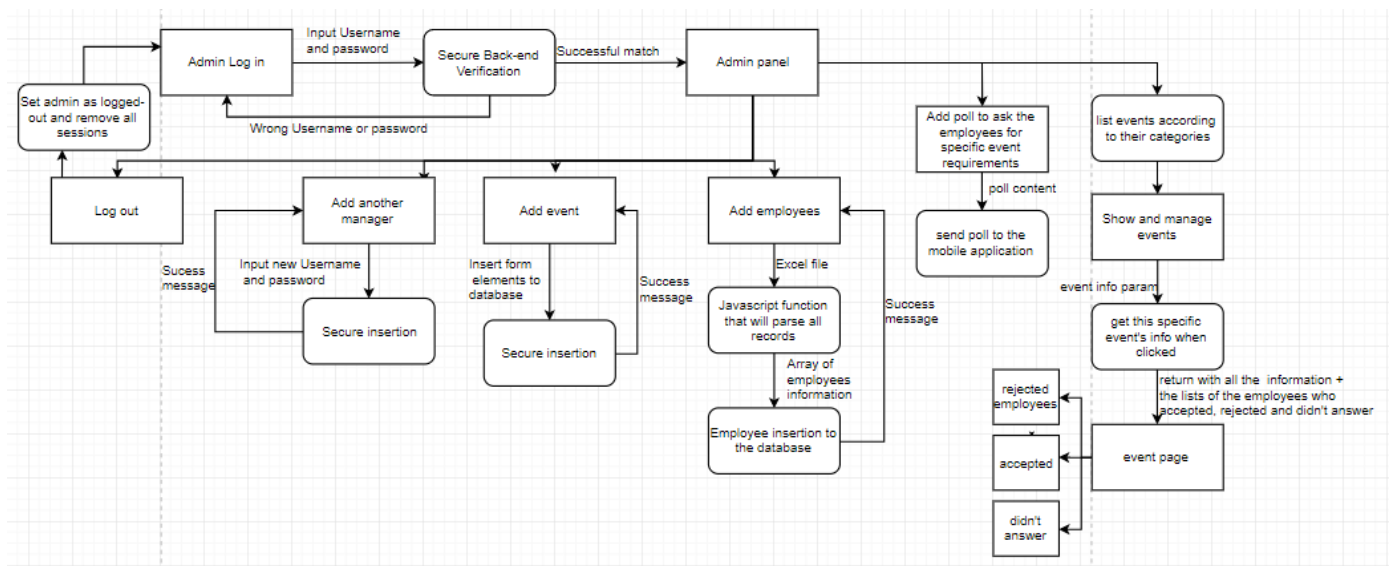 Input Username
and password
Admin Log in
Secure Back-end
Verification
Successful match
Admin panel
Set admin as logged-
out and remove all
sessions
Wrong Username or password
Add poll to ask the
employees for
specific event
requirements
list events according
to their categories
poll content
Log out
Add another
manager
Add event
Add employees
send poll to the
mobile application
Show and manage
events
Sucess
message
Input new Username
and password
Insert form
elements to
database
Success
message
Excel file
Javascript function
that will parse all
records
Success
message
event info param
get this specific
event's info when
clicked
Secure insertion
Secure insertion
Array of
employees
information
return with all the information +
the lists of the employees who
accepted, rejected and didn't answer
rejected
employees
Employee insertion to
the database
accepted
event page
didn't
answer